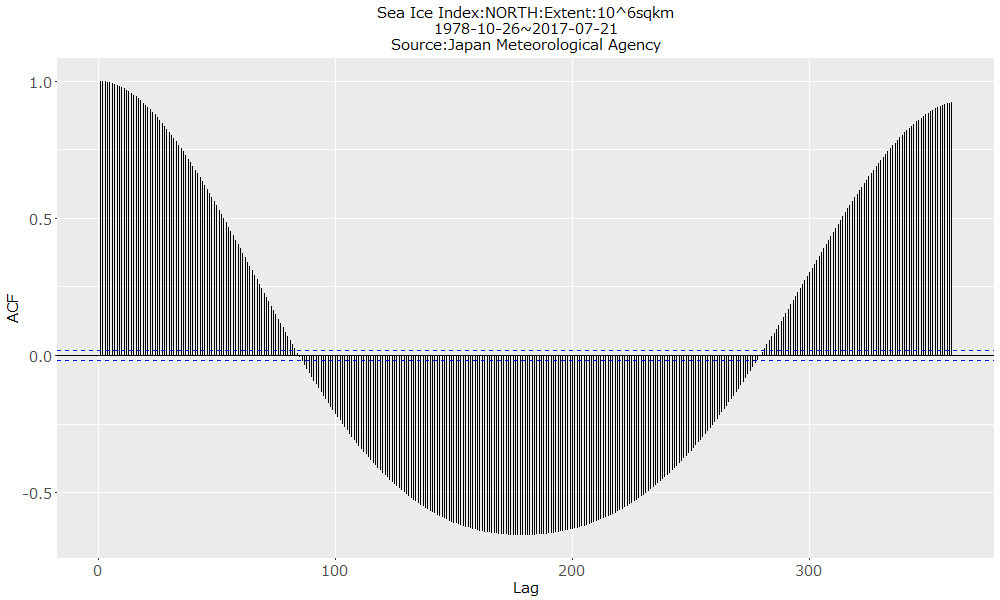 Sea Ice Index:NORTH:Extent:10^6sqkm
1978-10-26~2017-07-21
Source:Japan Meteorological Agency
1.0
0.5
0.0
-0.5
ACF
0 100 200 300
Lag